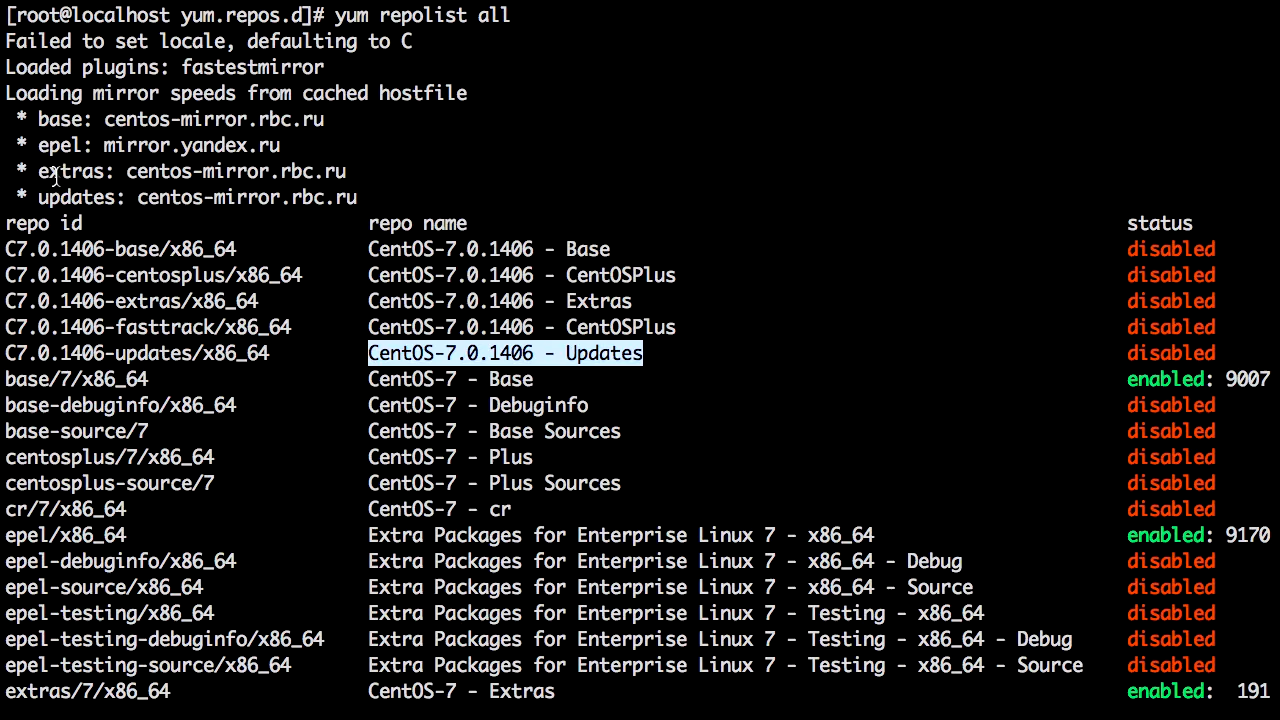 [root@localhost yum.repos.d]# yum repolist all
Failed to set locale, defaulting to C
Loaded plugins: fastestmirror
Loading mirror speeds from cached hostfile
 * base: centos-mirror.rbc.ru
 * epel: mirror.yandex.ru
 * extras: centos-mirror.rbc.ru
 * updates: centos-mirror.rbc.ru
repo id repo name status
C7.0.1406-base/x86_64 CentOS-7.0.1406 - Base disabled
C7.0.1406-centosplus/x86_64 CentOS-7.0.1406 - CentOSPlus disabled
C7.0.1406-extras/x86_64 CentOS-7.0.1406 - Extras disabled
C7.0.1406-fasttrack/x86_64 CentOS-7.0.1406 - CentOSPlus disabled
C7.0.1406-updates/x86_64 CentOS-7.0.1406 - Updates disabled
base/7/x86_64 CentOS-7 - Base enabled: 9007
base-debuginfo/x86_64 CentOS-7 - Debuginfo disabled
base-source/7 CentOS-7 - Base Sources disabled
centosplus/7/x86_64 CentOS-7 - Plus disabled
centosplus-source/7 CentOS-7 - Plus Sources disabled
cr/7/x86_64 CentOS-7 - cr disabled
epel/x86_64 Extra Packages for Enterprise Linux 7 - x86_64 enabled: 9170
epel-debuginfo/x86_64 Extra Packages for Enterprise Linux 7 - x86_64 - Debug disabled
epel-source/x86_64 Extra Packages for Enterprise Linux 7 - x86_64 - Source disabled
epel-testing/x86_64 Extra Packages for Enterprise Linux 7 - Testing - x86_64 disabled
epel-testing-debuginfo/x86_64 Extra Packages for Enterprise Linux 7 - Testing - x86_64 - Debug disabled
epel-testing-source/x86_64 Extra Packages for Enterprise Linux 7 - Testing - x86_64 - Source disabled
extras/7/x86_64 CentOS-7 - Extras enabled: 191